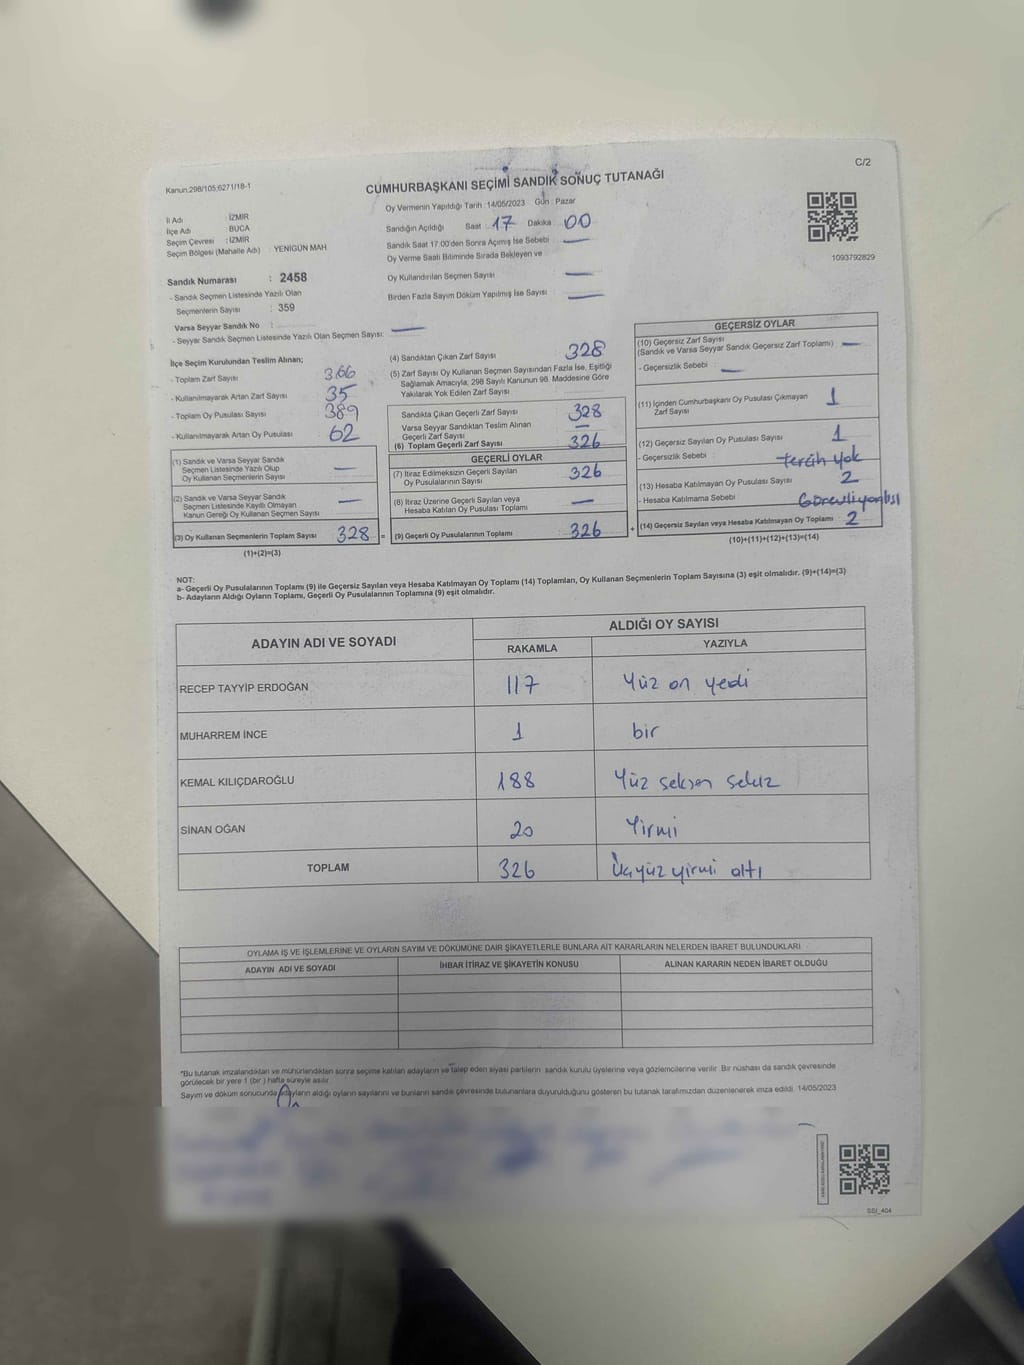 Kanun.298/105;6271/18-1
C/2
CUMHURBAŞKANI SEÇİMİ SANDIK SONUÇ TUTANAĞI
İl Adı : İZMİR
İlçe Adı : BUCA
Seçim Çevresi : İZMİR
Seçim Bölgesi (Mahalle Adı) : YENİGÜN MAH
Sandık Numarası : 2458
- Sandık Seçmen Listesinde Yazılı Olan
Seçmenlerin Sayısı : 359
Varsa Seyyar Sandık No :
- Seyyar Sandık Seçmen Listesinde Yazılı Olan Seçmen Sayısı: —
Oy Vermenin Yapıldığı Tarih : 14/05/2023 Gün : Pazar
Sandığın Açıldığı Saat : 17 Dakika : 00
Sandık Saat 17.00'den Sonra Açımış İse Sebebi —
Oy Verme Saati Bitiminde Sırada Bekleyen ve
Oy Kullandırılan Seçmen Sayısı —
Birden Fazla Sayım Döküm Yapılmış İse Sayısı —
1093792829
İlçe Seçim Kurulundan Teslim Alınan;
- Toplam Zarf Sayısı 366
- Kullanılmayarak Artan Zarf Sayısı 35
- Toplam Oy Pusulası Sayısı 389
- Kullanılmayarak Artan Oy Pusulası 62
(1) Sandık ve Varsa Seyyar Sandık
Seçmen Listesinde Yazılı Olup
Oy Kullanan Seçmenlerin Sayısı —
(2) Sandık ve Varsa Seyyar Sandık
Seçmen Listesinde Kayıtlı Olmayan
Kanun Gereği Oy Kullanan Seçmen Sayısı —
(3) Oy Kullanan Seçmenlerin Toplam Sayısı 328 =
(1)+(2)=(3)
(4) Sandıktan Çıkan Zarf Sayısı 328
(5) Zarf Sayısı Oy Kullanan Seçmen Sayısından Fazla İse, Eşitliği
Sağlamak Amacıyla, 298 Sayılı Kanunun 98. Maddesine Göre
Yakılarak Yok Edilen Zarf Sayısı
Sandıkta Çıkan Geçerli Zarf Sayısı 328
Varsa Seyyar Sandıktan Teslim Alınan
Geçerli Zarf Sayısı —
(6) Toplam Geçerli Zarf Sayısı 326
GEÇERLİ OYLAR
(7) İtiraz Edilmeksizin Geçerli Sayılan
Oy Pusulalarının Sayısı 326
(8) İtiraz Üzerine Geçerli Sayılan veya
Hesaba Katılan Oy Pusulası Toplamı —
(9) Geçerli Oy Pusulalarının Toplamı 326 +
GEÇERSİZ OYLAR
(10) Geçersiz Zarf Sayısı
(Sandık ve Varsa Seyyar Sandık Geçersiz Zarf Toplamı) —
- Geçersizlik Sebebi —
(11) İçinden Cumhurbaşkanı Oy Pusulası Çıkmayan
Zarf Sayısı 1
(12) Geçersiz Sayılan Oy Pusulası Sayısı 1
- Geçersizlik Sebebi tercih yok
(13) Hesaba Katılmayan Oy Pusulası Sayısı 2
- Hesaba Katılmama Sebebi
(14) Geçersiz Sayılan veya Hesaba Katılmayan Oy Toplamı 2
(10)+(11)+(12)+(13)=(14)
NOT:
a- Geçerli Oy Pusulalarının Toplamı (9) ile Geçersiz Sayılan veya Hesaba Katılmayan Oy Toplamı (14) Toplamları, Oy Kullanan Seçmenlerin Toplam Sayısına (3) eşit olmalıdır. (9)+(14)=(3)
b- Adayların Aldığı Oyların Toplamı, Geçerli Oy Pusulalarının Toplamına (9) eşit olmalıdır.
ADAYIN ADI VE SOYADI
ALDIĞI OY SAYISI
RAKAMLA YAZIYLA
RECEP TAYYİP ERDOĞAN 117 Yüz on yedi
MUHARREM İNCE 1 bir
KEMAL KILIÇDAROĞLU 188 Yüz seksen sekiz
SİNAN OĞAN 20 Yirmi
TOPLAM 326 Üçyüz yirmi altı
OYLAMA İŞ VE İŞLEMLERİNE VE OYLARIN SAYIM VE DÖKÜMÜNE DAİR ŞİKAYETLERLE BUNLARA AİT KARARLARIN NELERDEN İBARET BULUNDUKLARI
ADAYIN ADI VE SOYADI İHBAR İTİRAZ VE ŞİKAYETİN KONUSU ALINAN KARARIN NEDEN İBARET OLDUĞU
*Bu tutanak imzalandıktan ve mühürlendikten sonra seçime katılan adayların ve talep eden siyasi partilerin sandık kurulu üyelerine veya gözlemcilerine verilir. Bir nüshası da sandık çevresinde
görülecek bir yere 1 (bir) hafta süreyle asılır.
Sayım ve döküm sonucunda adayların aldığı oyların sayılarını ve bunların sandık çevresinde bulunanlara duyurulduğunu gösteren bu tutanak tarafımızdan düzenlenerek imza edildi. 14/05/2023
SSİ_404